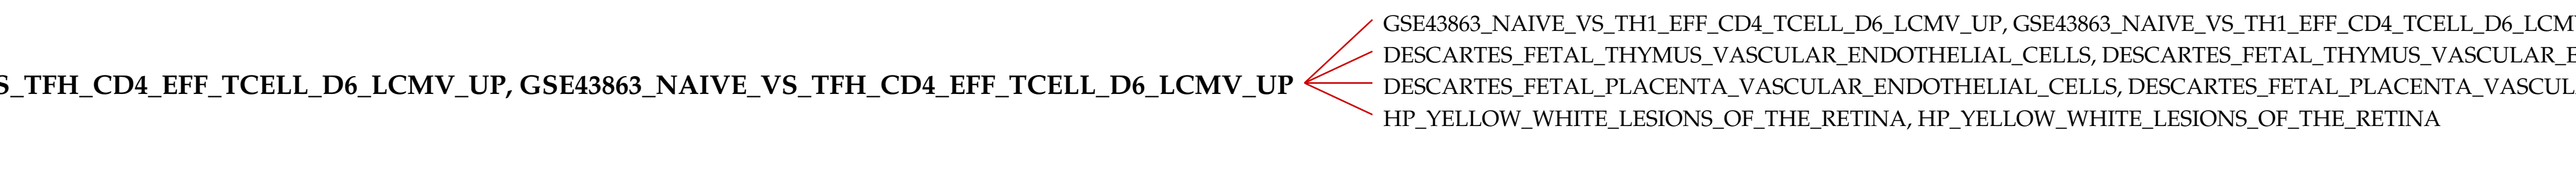 GSE43863_NAIVE_VS_TH1_EFF_CD4_TCELL_D6_LCMV_UP, GSE43863_NAIVE_VS_TH1_EFF_CD4_TCELL_D6_LCM
DESCARTES_FETAL_THYMUS_VASCULAR_ENDOTHELIAL_CELLS, DESCARTES_FETAL_THYMUS_VASCULAR_E
S_TFH_CD4_EFF_TCELL_D6_LCMV_UP, GSE43863_NAIVE_VS_TFH_CD4_EFF_TCELL_D6_LCMV_UP
DESCARTES_FETAL_PLACENTA_VASCULAR_ENDOTHELIAL_CELLS, DESCARTES_FETAL_PLACENTA_VASCUL
HP_YELLOW_WHITE_LESIONS_OF_THE_RETINA, HP_YELLOW_WHITE_LESIONS_OF_THE_RETINA